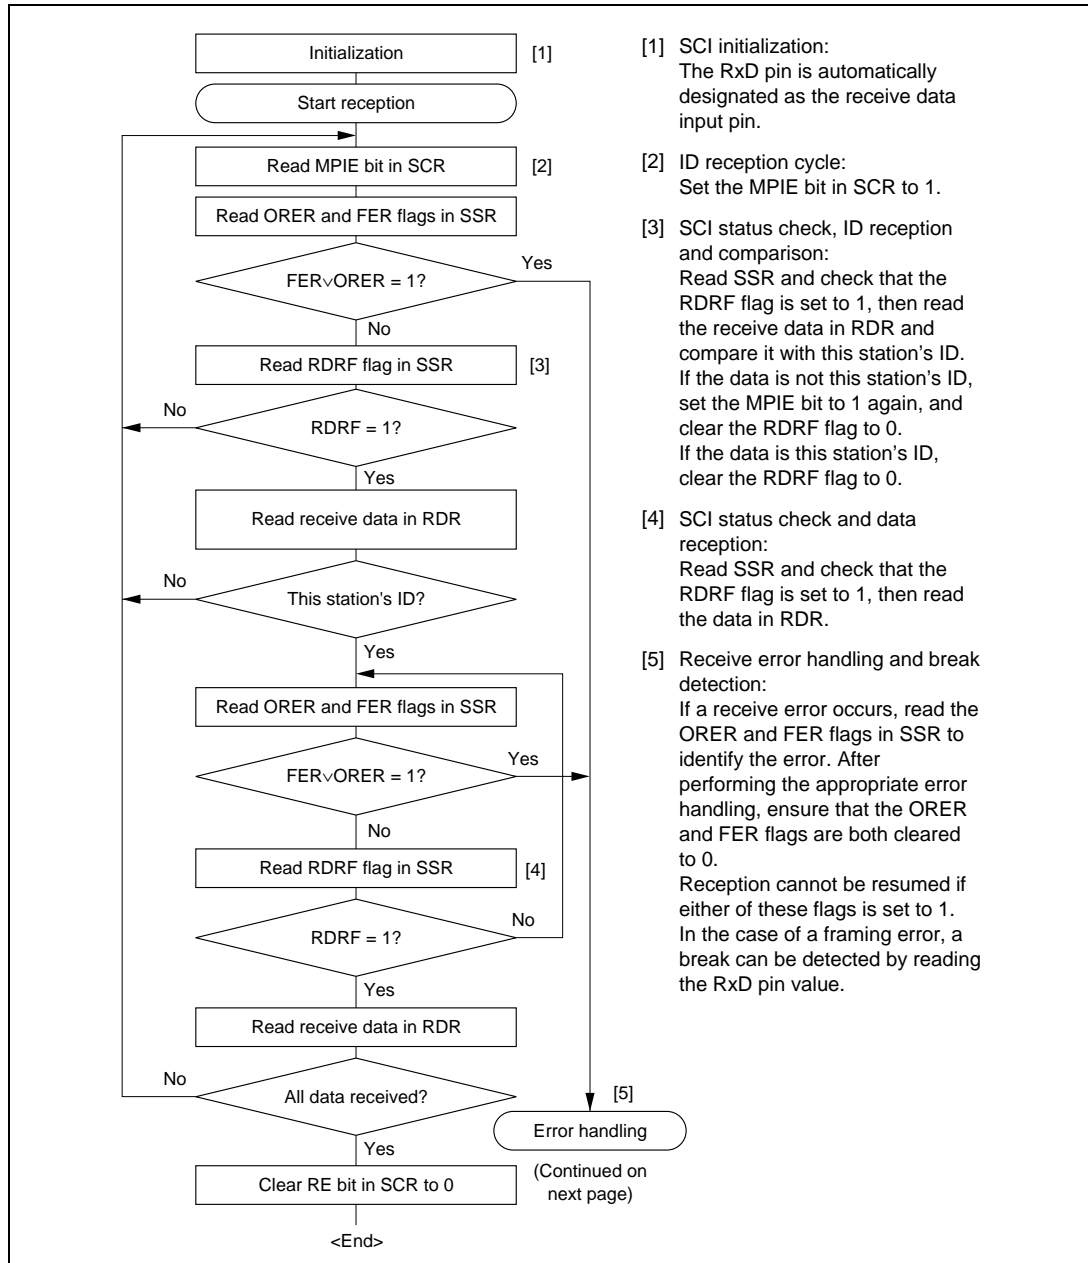 Initialization [1]
Start reception
Read MPIE bit in SCR [2]
Read ORER and FER flags in SSR
Yes
FER∨ORER = 1?
No
Read RDRF flag in SSR [3]
No
RDRF = 1?
Yes
Read receive data in RDR
No
This station's ID?
Yes
Read ORER and FER flags in SSR
Yes
FER∨ORER = 1?
No
Read RDRF flag in SSR [4]
No
RDRF = 1?
Yes
Read receive data in RDR
No
All data received?
[5]
Error handling
Yes
(Continued on
next page)
Clear RE bit in SCR to 0
<End>
[1] SCI initialization:
The RxD pin is automatically
designated as the receive data
input pin.
[2] ID reception cycle:
Set the MPIE bit in SCR to 1.
[3] SCI status check, ID reception
and comparison:
Read SSR and check that the
RDRF flag is set to 1, then read
the receive data in RDR and
compare it with this station's ID.
If the data is not this station's ID,
set the MPIE bit to 1 again, and
clear the RDRF flag to 0.
If the data is this station's ID,
clear the RDRF flag to 0.
[4] SCI status check and data
reception:
Read SSR and check that the
RDRF flag is set to 1, then read
the data in RDR.
[5] Receive error handling and break
detection:
If a receive error occurs, read the
ORER and FER flags in SSR to
identify the error. After
performing the appropriate error
handling, ensure that the ORER
and FER flags are both cleared
to 0.
Reception cannot be resumed if
either of these flags is set to 1.
In the case of a framing error, a
break can be detected by reading
the RxD pin value.